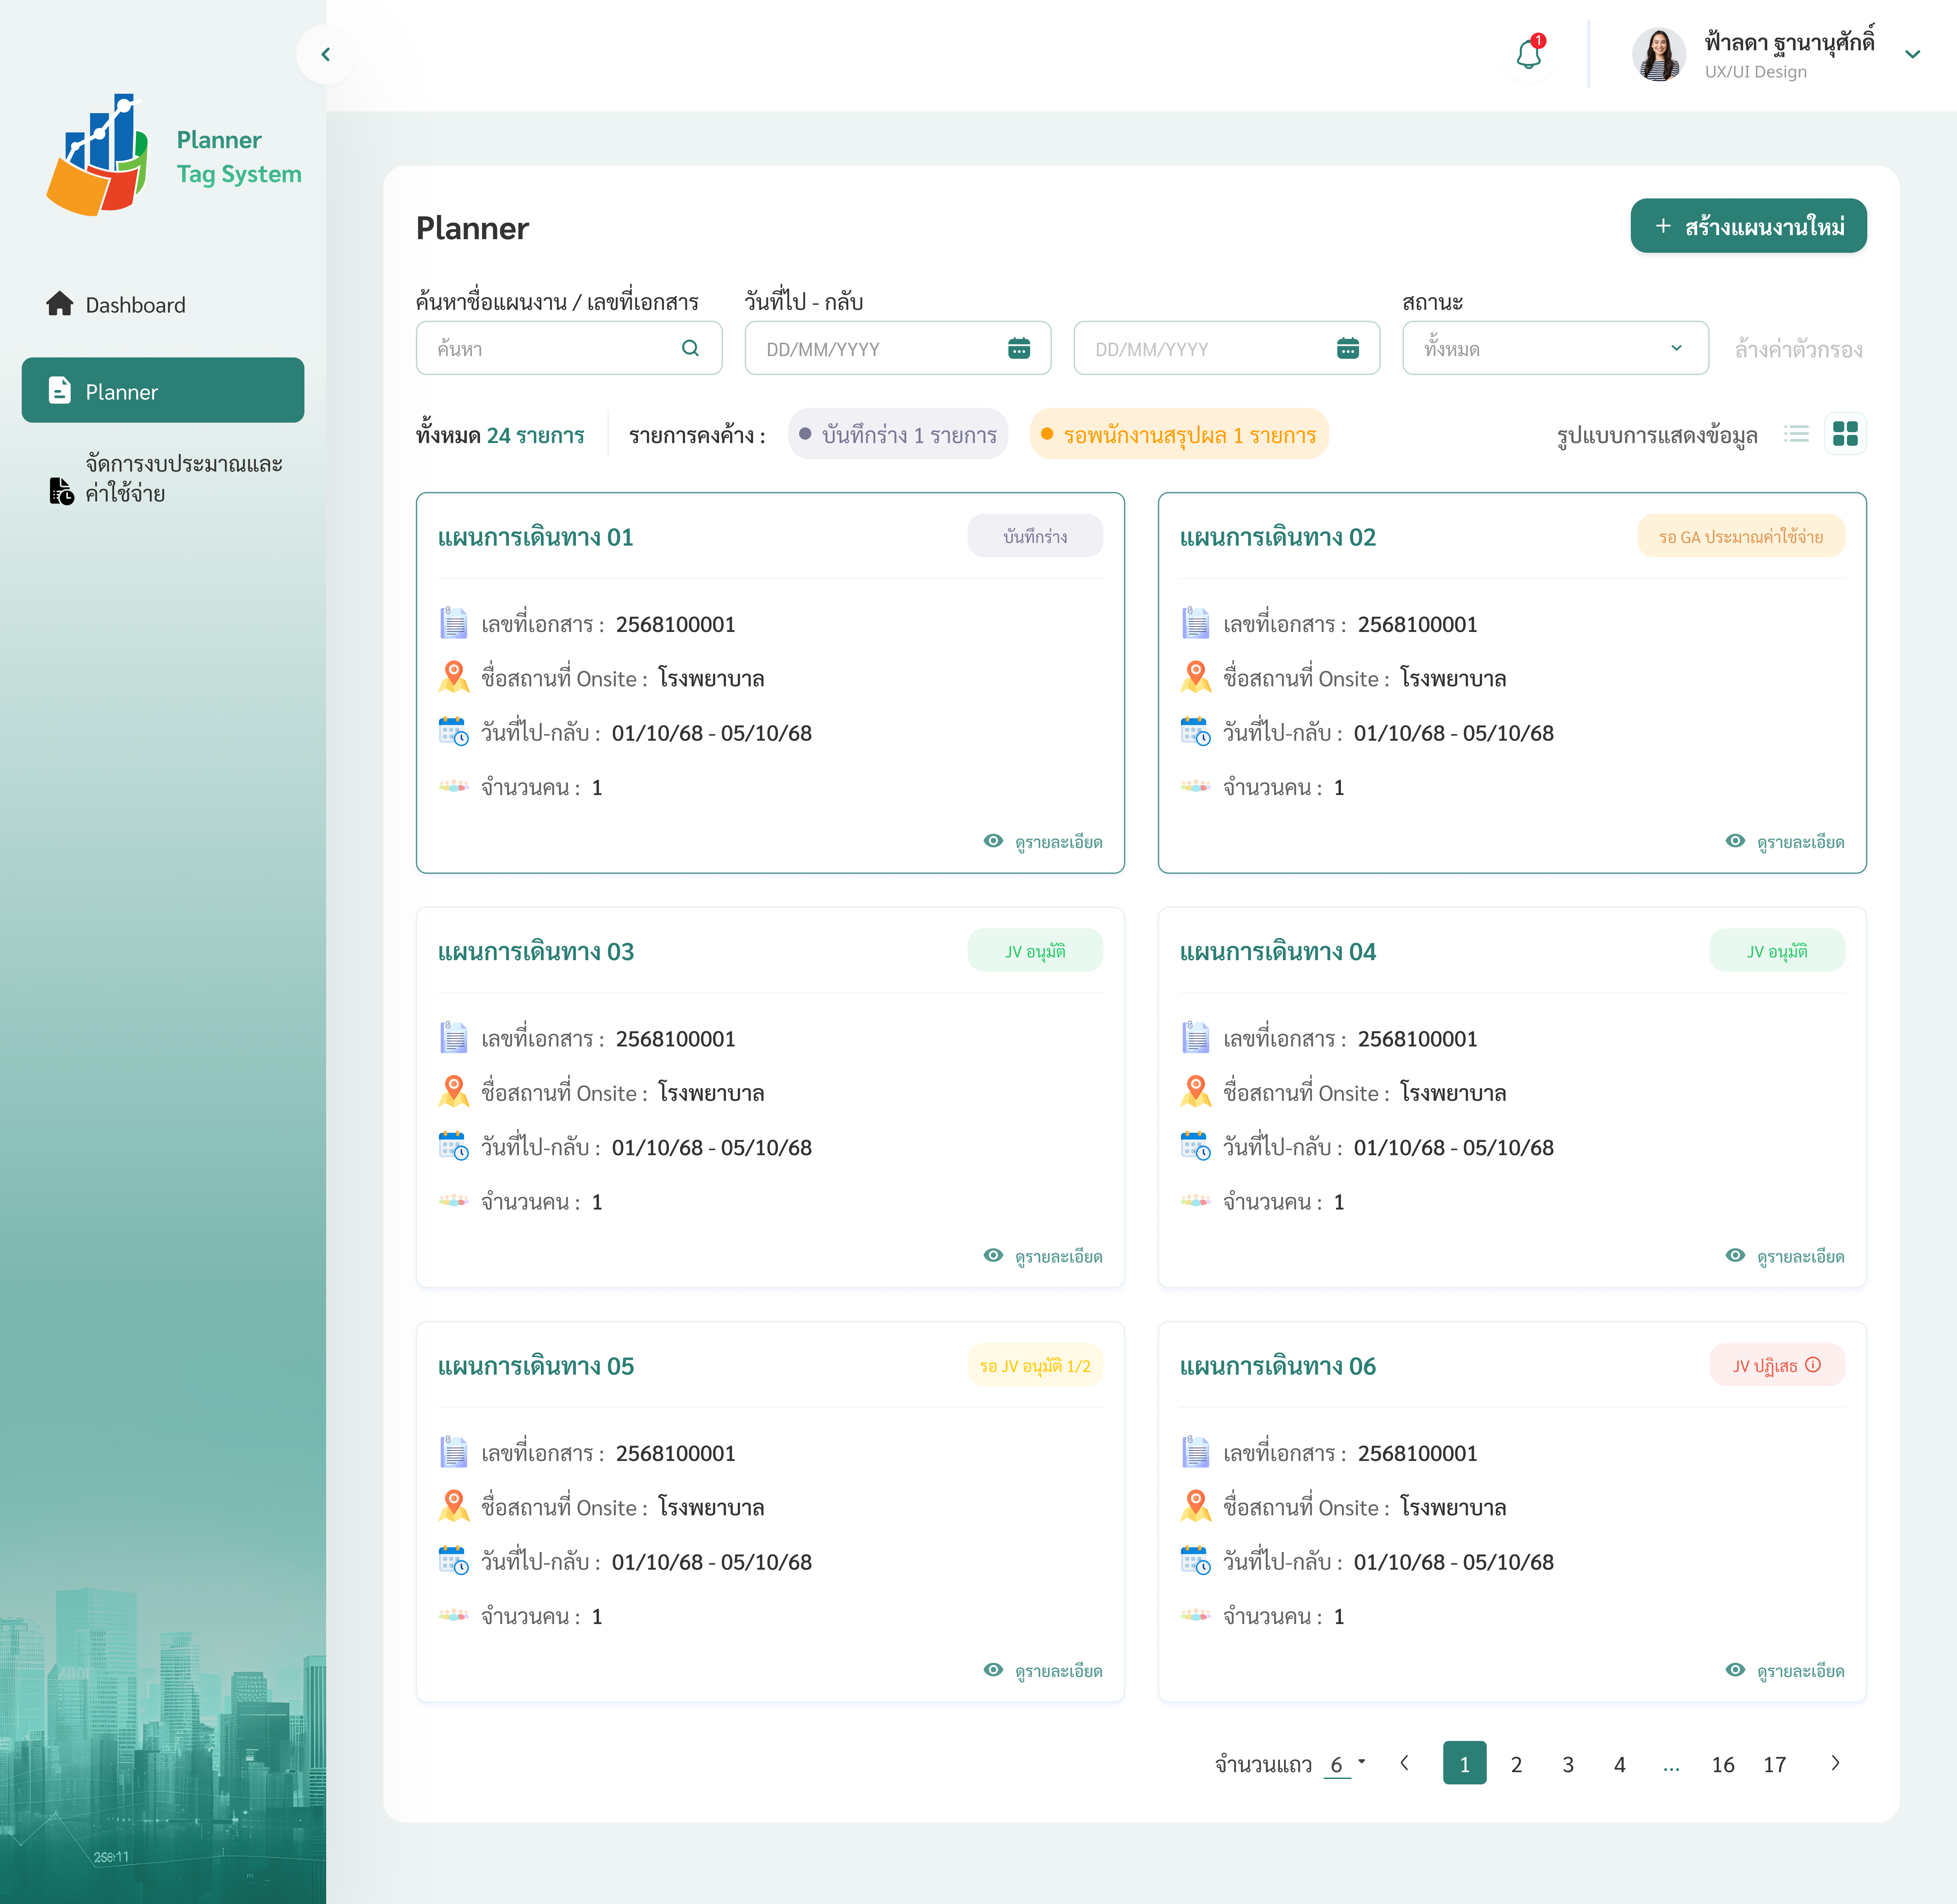 1
ฟ้าลดา ฐานานุศักดิ์
UX/UI Design
Planner
Tag System
Dashboard
Planner
จัดการงบประมาณและ
ค่าใช้จ่าย
Planner
+ สร้างแผนงานใหม่
ค้นหาชื่อแผนงาน / เลขที่เอกสาร วันที่ไป - กลับ สถานะ
ค้นหา DD/MM/YYYY DD/MM/YYYY ทั้งหมด ล้างค่าตัวกรอง
ทั้งหมด 24 รายการ รายการคงค้าง : บันทึกร่าง 1 รายการ รอพนักงานสรุปผล 1 รายการ รูปแบบการแสดงข้อมูล
แผนการเดินทาง 01 บันทึกร่าง
เลขที่เอกสาร : 2568100001
ชื่อสถานที่ Onsite : โรงพยาบาล
วันที่ไป-กลับ : 01/10/68 - 05/10/68
จำนวนคน : 1
ดูรายละเอียด
แผนการเดินทาง 02 รอ GA ประมาณค่าใช้จ่าย
เลขที่เอกสาร : 2568100001
ชื่อสถานที่ Onsite : โรงพยาบาล
วันที่ไป-กลับ : 01/10/68 - 05/10/68
จำนวนคน : 1
ดูรายละเอียด
แผนการเดินทาง 03 JV อนุมัติ
เลขที่เอกสาร : 2568100001
ชื่อสถานที่ Onsite : โรงพยาบาล
วันที่ไป-กลับ : 01/10/68 - 05/10/68
จำนวนคน : 1
ดูรายละเอียด
แผนการเดินทาง 04 JV อนุมัติ
เลขที่เอกสาร : 2568100001
ชื่อสถานที่ Onsite : โรงพยาบาล
วันที่ไป-กลับ : 01/10/68 - 05/10/68
จำนวนคน : 1
ดูรายละเอียด
แผนการเดินทาง 05 รอ JV อนุมัติ 1/2
เลขที่เอกสาร : 2568100001
ชื่อสถานที่ Onsite : โรงพยาบาล
วันที่ไป-กลับ : 01/10/68 - 05/10/68
จำนวนคน : 1
ดูรายละเอียด
แผนการเดินทาง 06 JV ปฏิเสธ
เลขที่เอกสาร : 2568100001
ชื่อสถานที่ Onsite : โรงพยาบาล
วันที่ไป-กลับ : 01/10/68 - 05/10/68
จำนวนคน : 1
ดูรายละเอียด
จำนวนแถว 6 1 2 3 4 ... 16 17